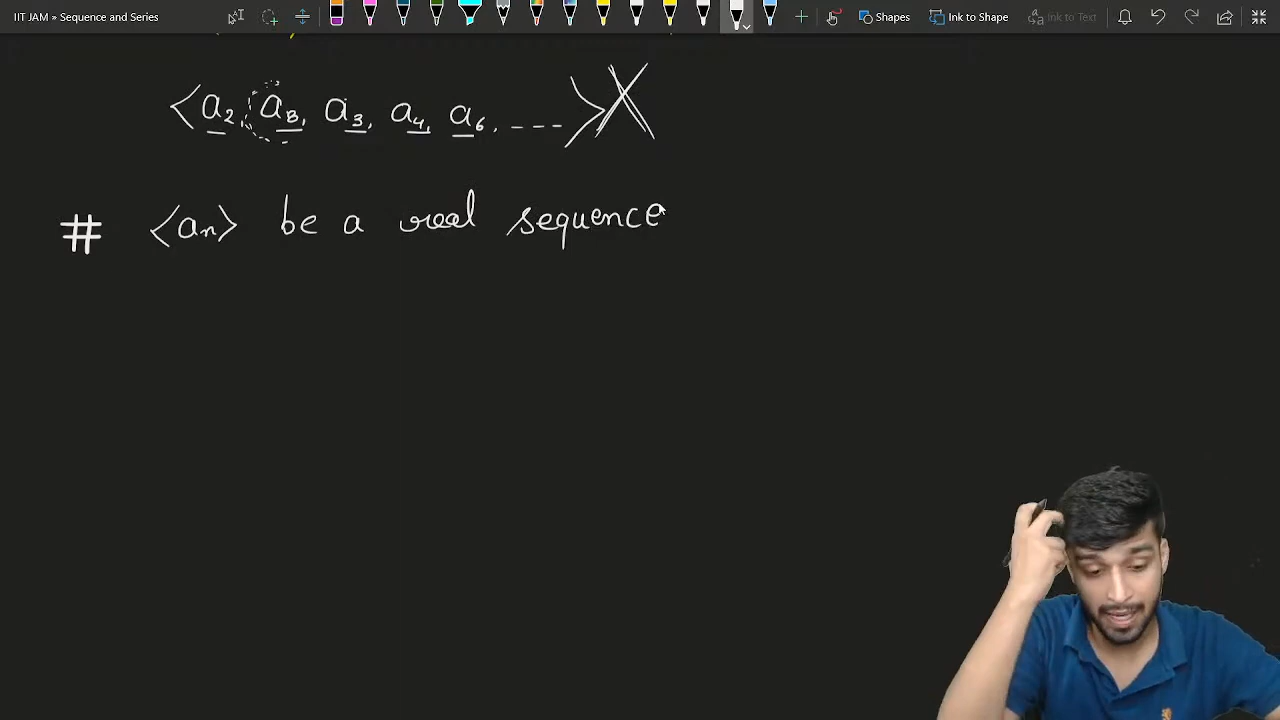 IIT JAM » Sequence and Series Shapes Ink to Shape Ink to Text
<a₂, a₈, a₃, a₄, a₆, - - - > X
# <aₙ> be a real sequence